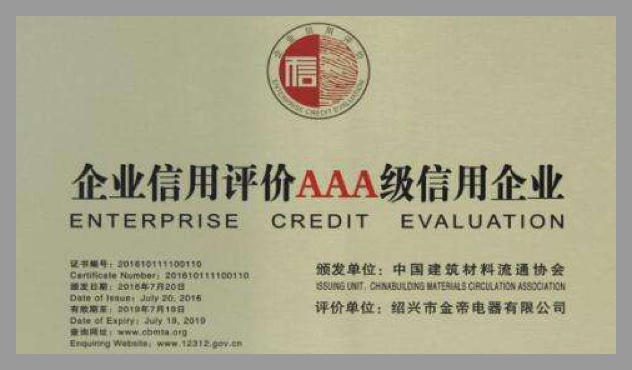 企业信用评价
信
ENTERPRISE CREDIT EVALUATION
企业信用评价AAA级信用企业
ENTERPRISE CREDIT EVALUATION
证书编号：201610111100110
Certificate Number：201610111100110
颁发日期：2016年7月20日
Date of Issue：July 20, 2016
有效期至：2019年7月19日
Date of Expiry：July 19, 2019
查询网址：www.cbmta.org
Enquiring Website：www.12312.gov.cn
颁发单位：中国建筑材料流通协会
ISSUING UNIT，CHINABUILDING MATERIALS CIRCULATION ASSOCIATION
评价单位：绍兴市金帝电器有限公司